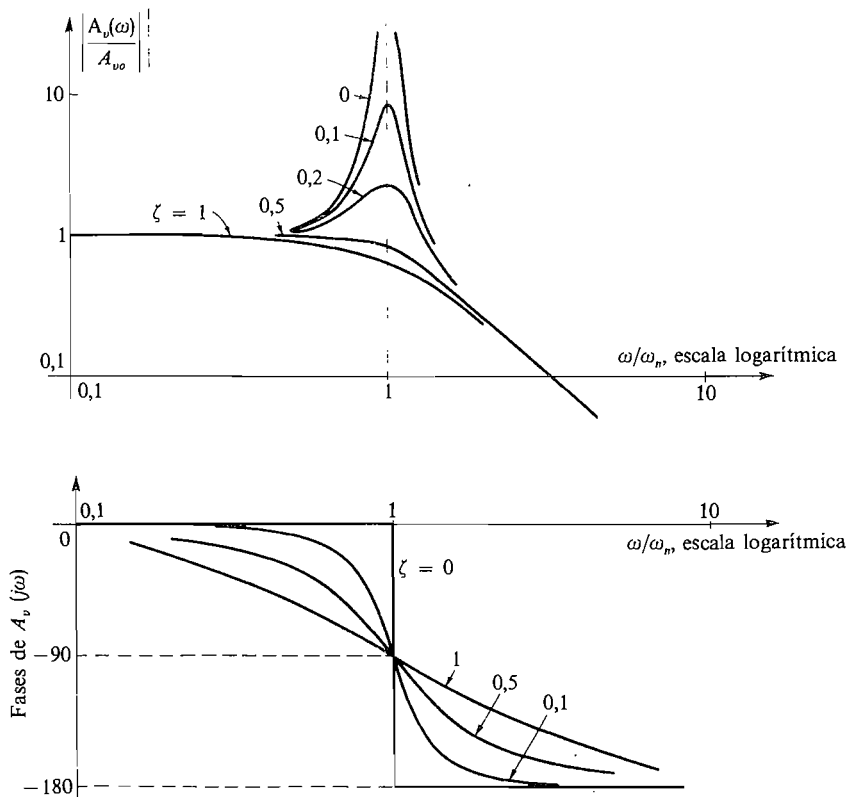 A_v(ω)
A_vo
10
0
0,1
0,2
ζ = 1
0,5
1
0,1
ω/ω_n, escala logarítmica
0,1
1
10
0,1
1
10
0
ω/ω_n, escala logarítmica
ζ = 0
Fases de A_v (jω)
−90
1
0,5
0,1
−180